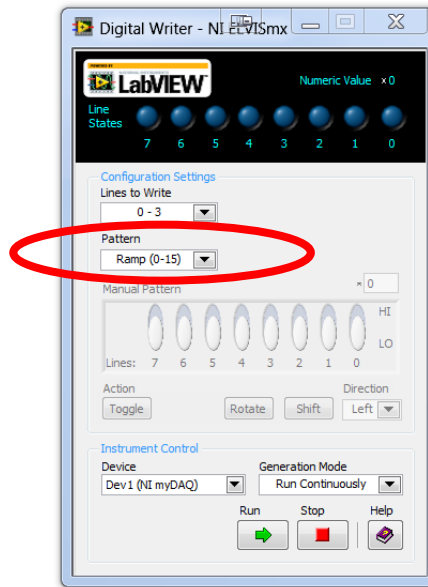 Digital Writer - NI ELVISmx
POWERED BY
LabVIEW
Numeric Value × 0
Line
States
7 6 5 4 3 2 1 0
Configuration Settings
Lines to Write
0 - 3
Pattern
Ramp (0-15)
Manual Pattern
× 0
HI
LO
Lines: 7 6 5 4 3 2 1 0
Action
Direction
Toggle Rotate Shift Left
Instrument Control
Device
Generation Mode
Dev1 (NI myDAQ)
Run Continuously
Run Stop Help